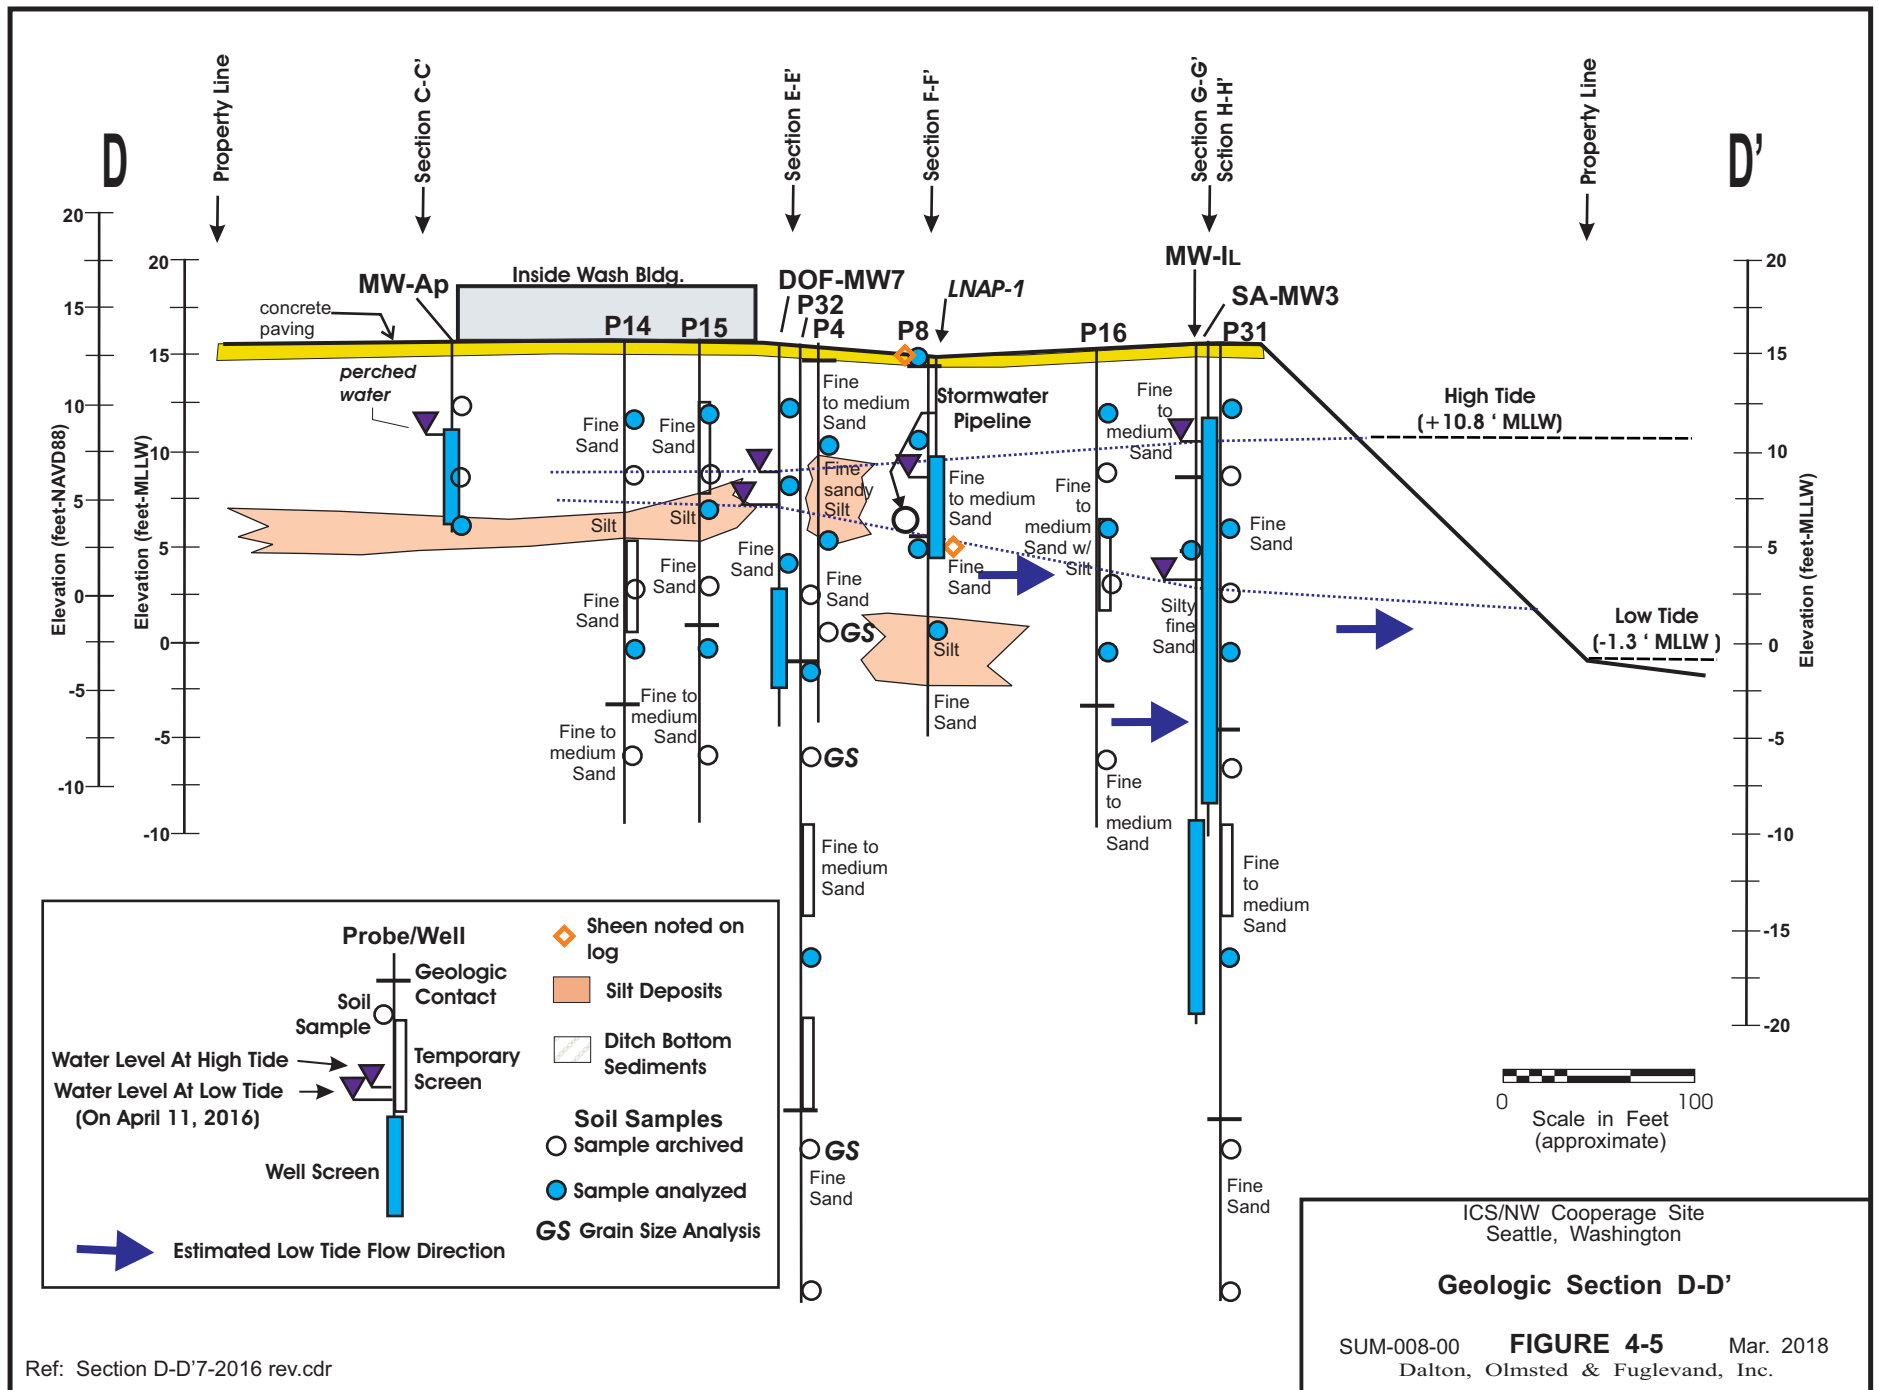 D
Property Line
Section C-C'
Section E-E'
Section F-F'
Section G-G'
Sction H-H'
Property Line
D'
Elevation (feet-NAVD88)
20
15
10
5
0
-5
-10
Elevation (feet-MLLW)
20
15
10
5
0
-5
-10
MW-Ap
Inside Wash Bldg.
DOF-MW7
P32
P4
LNAP-1
MW-IL
SA-MW3
P31
concrete
paving
P14
P15
P8
P16
perched
water
Fine
Sand
Fine
Sand
Fine
to medium
Sand
Stormwater
Pipeline
Fine
to
medium
Sand
High Tide
(+10.8 ' MLLW)
Fine
sandy
Silt
Fine
to medium
Sand
Fine
to
medium
Sand w/
Silt
Fine
Sand
Silt
Silt
Fine
Sand
Fine
Sand
Fine
Sand
Fine
Sand
Fine
Sand
GS
Silt
Silty
fine
Sand
Low Tide
(-1.3 ' MLLW )
Fine to
medium
Sand
Fine to
medium
Sand
Fine
Sand
GS
Fine
to
medium
Sand
Fine to
medium
Sand
Fine
to
medium
Sand
GS
Fine
Sand
Fine
Sand
20
15
10
5
0
-5
-10
-15
-20
Elevation (feet-MLLW)
Probe/Well
Geologic
Contact
Soil
Sample
Water Level At High Tide
Water Level At Low Tide
(On April 11, 2016)
Temporary
Screen
Well Screen
Estimated Low Tide Flow Direction
Sheen noted on
log
Silt Deposits
Ditch Bottom
Sediments
Soil Samples
Sample archived
Sample analyzed
GS Grain Size Analysis
0 100
Scale in Feet
(approximate)
ICS/NW Cooperage Site
Seattle, Washington
Geologic Section D-D'
SUM-008-00 FIGURE 4-5 Mar. 2018
Dalton, Olmsted & Fuglevand, Inc.
Ref: Section D-D'7-2016 rev.cdr